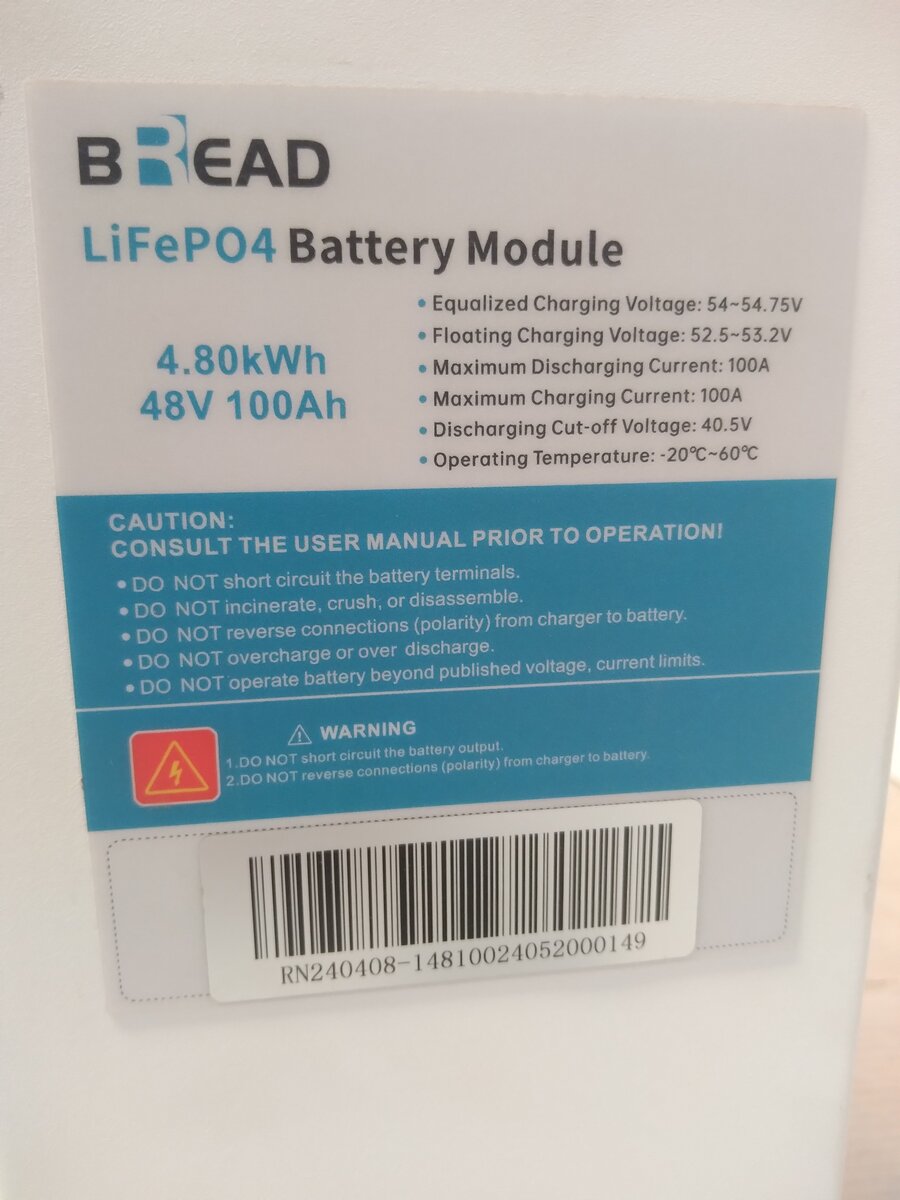 BREAD
LiFePO4 Battery Module
4.80kWh
48V 100Ah
• Equalized Charging Voltage: 54~54.75V
• Floating Charging Voltage: 52.5~53.2V
• Maximum Discharging Current: 100A
• Maximum Charging Current: 100A
• Discharging Cut-off Voltage: 40.5V
• Operating Temperature: -20℃~60℃
CAUTION:
CONSULT THE USER MANUAL PRIOR TO OPERATION!
• DO NOT short circuit the battery terminals.
• DO NOT incinerate, crush, or disassemble.
• DO NOT reverse connections (polarity) from charger to battery.
• DO NOT overcharge or over discharge.
• DO NOT operate battery beyond published voltage, current limits.
WARNING
1.DO NOT short circuit the battery output.
2.DO NOT reverse connections (polarity) from charger to battery.
RN240408-14810024052000149